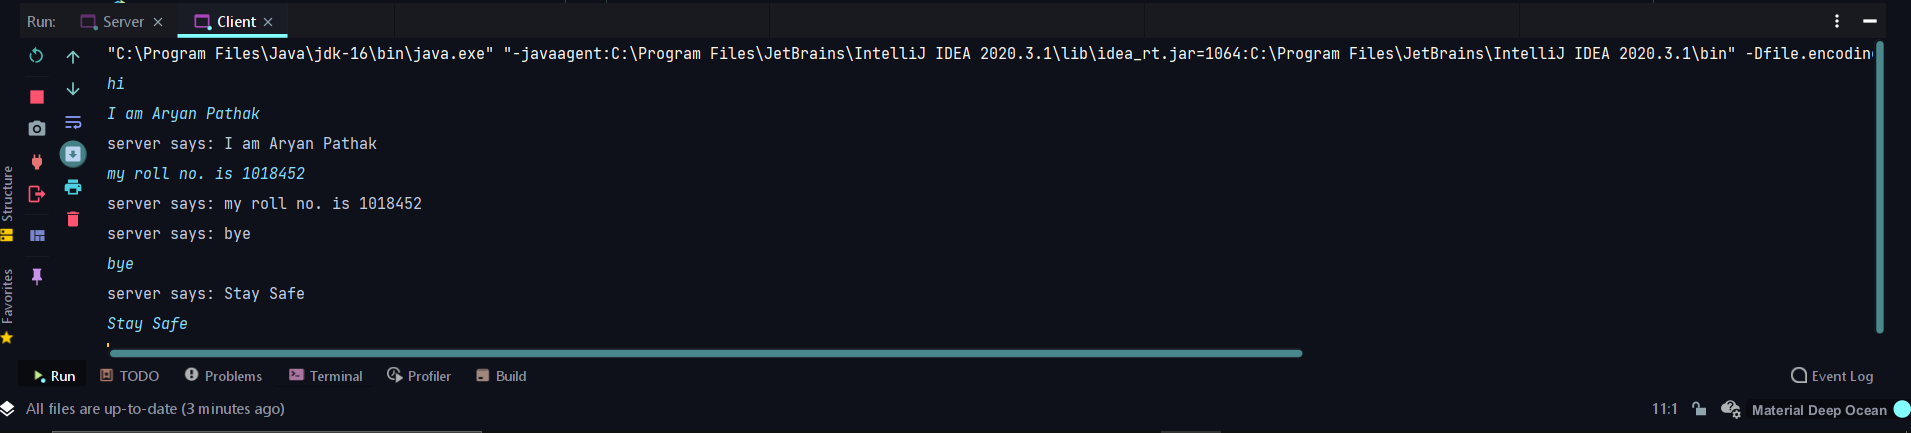 Run: Server × Client ×
"C:\Program Files\Java\jdk-16\bin\java.exe" "-javaagent:C:\Program Files\JetBrains\IntelliJ IDEA 2020.3.1\lib\idea_rt.jar=1064:C:\Program Files\JetBrains\IntelliJ IDEA 2020.3.1\bin" -Dfile.encoding
hi
I am Aryan Pathak
server says: I am Aryan Pathak
my roll no. is 1018452
server says: my roll no. is 1018452
server says: bye
bye
server says: Stay Safe
Stay Safe
Structure
Favorites
Run TODO Problems Terminal Profiler Build Event Log
All files are up-to-date (3 minutes ago) 11:1 Material Deep Ocean